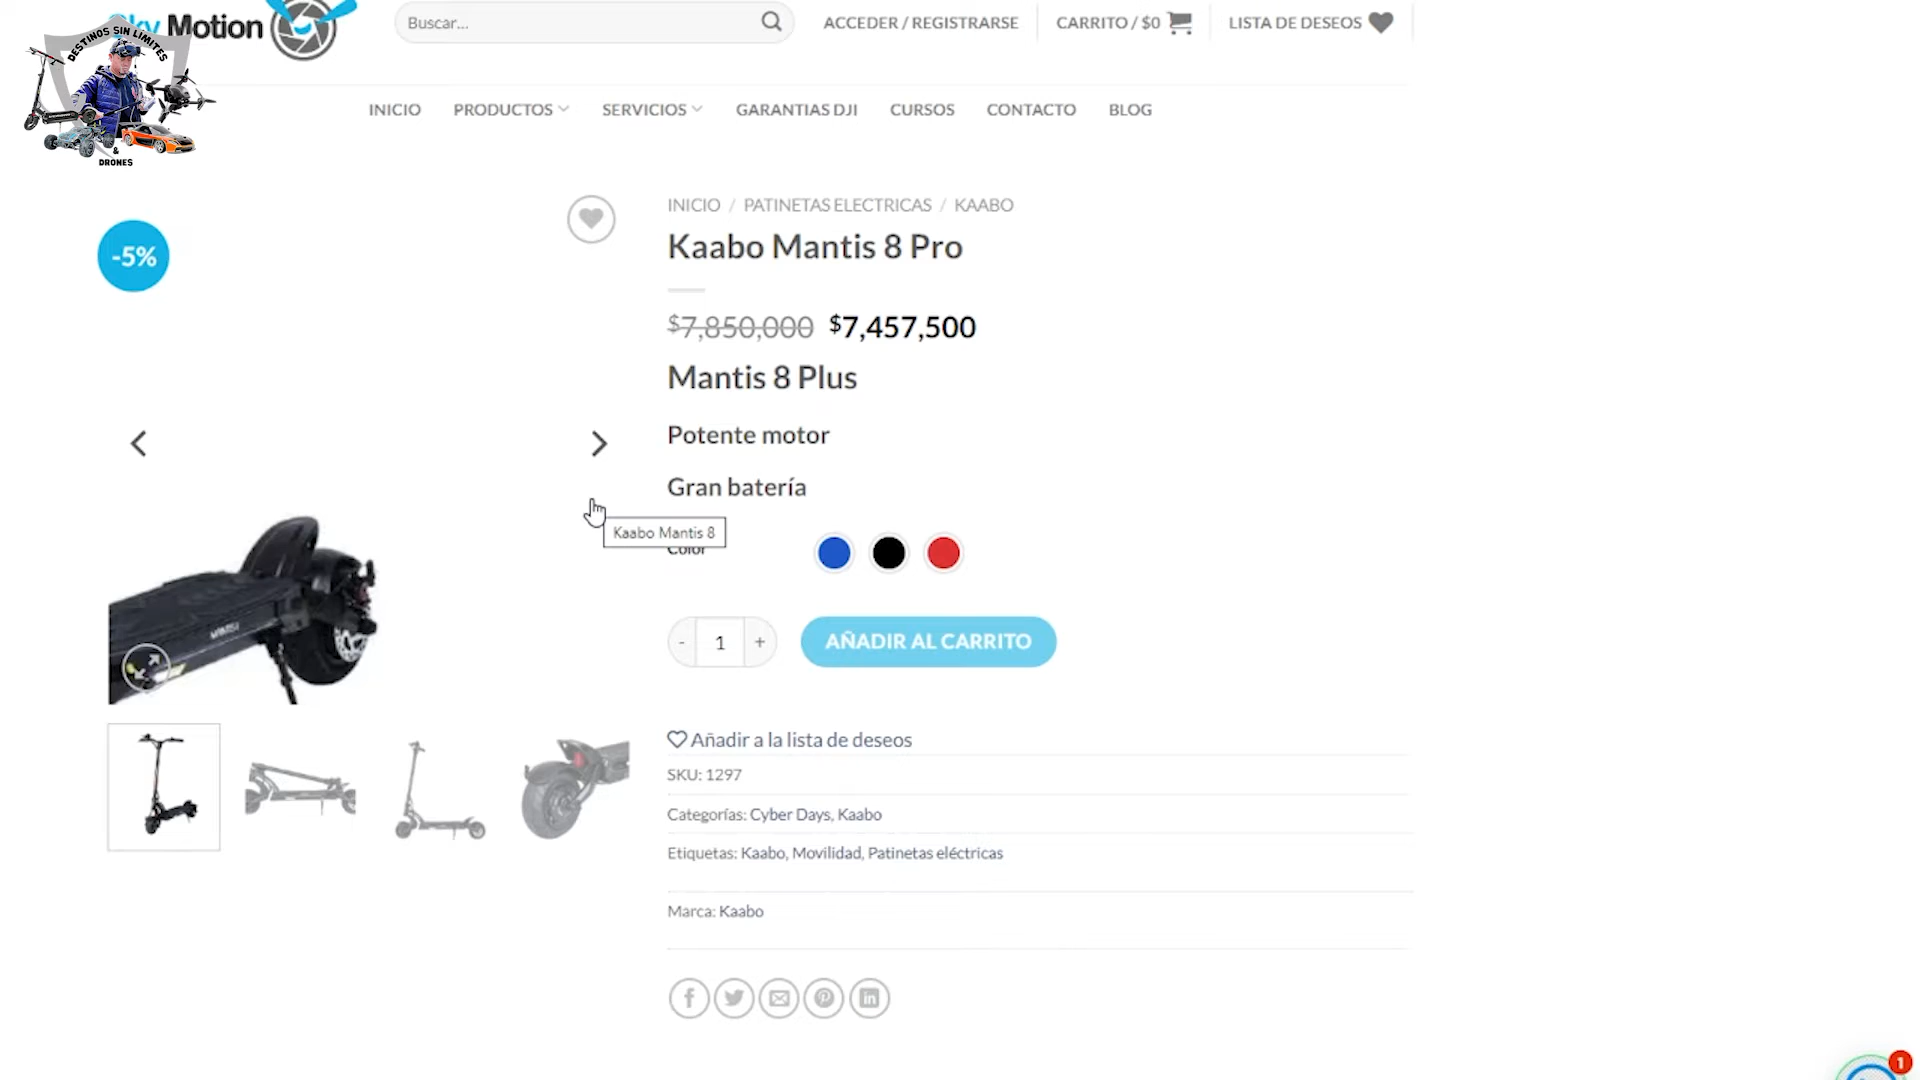 Sky Motion
DESTINOS SIN LÍMITES
&
DRONES
Buscar...
ACCEDER / REGISTRARSE
CARRITO / $0
LISTA DE DESEOS
INICIO
PRODUCTOS
SERVICIOS
GARANTIAS DJI
CURSOS
CONTACTO
BLOG
-5%
INICIO / PATINETAS ELECTRICAS / KAABO
Kaabo Mantis 8 Pro
$7,850,000 $7,457,500
Mantis 8 Plus
Potente motor
Gran batería
Kaabo Mantis 8
Color
- 1 +
AÑADIR AL CARRITO
Añadir a la lista de deseos
SKU: 1297
Categorías: Cyber Days, Kaabo
Etiquetas: Kaabo, Movilidad, Patinetas eléctricas
Marca: Kaabo
1